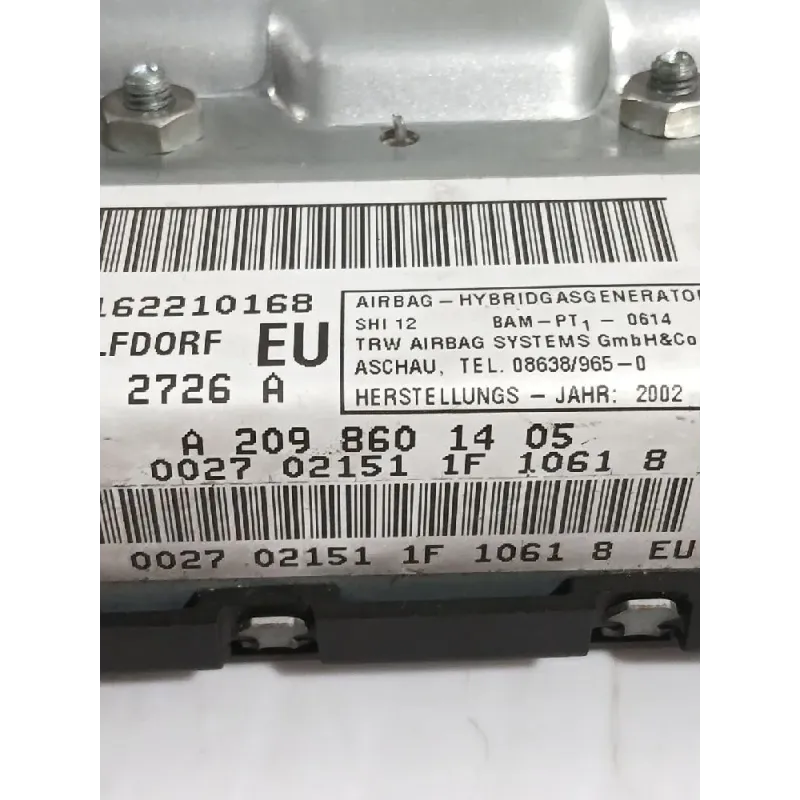 162210168
LFDORF EU
2726 A
AIRBAG – HYBRIDGASGENERATO
SHI 12 BAM–PT₁ – 0614
TRW AIRBAG SYSTEMS GmbH&Co
ASCHAU, TEL. 08638/965–0
HERSTELLUNGS – JAHR: 2002
A 209 860 14 05
0027 02151 1F 1061 8
0027 02151 1F 1061 8 EU